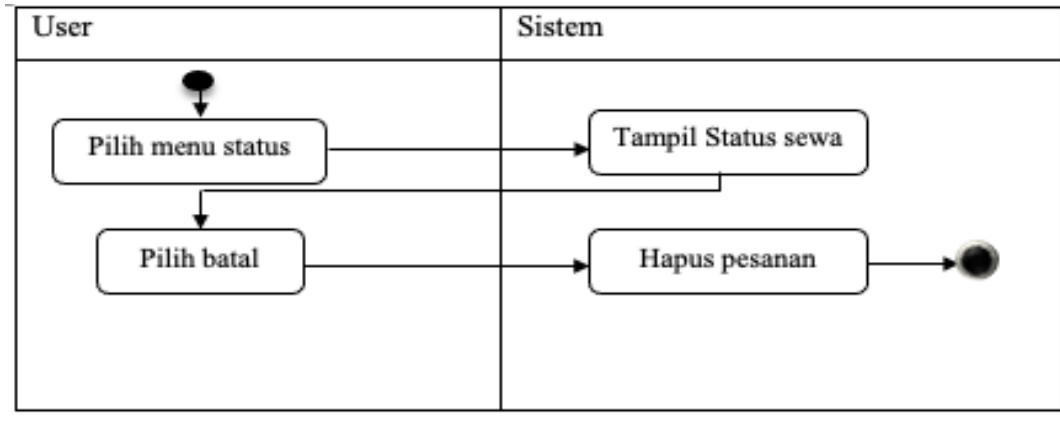 User
Sistem
Pilih menu status
Tampil Status sewa
Pilih batal
Hapus pesanan